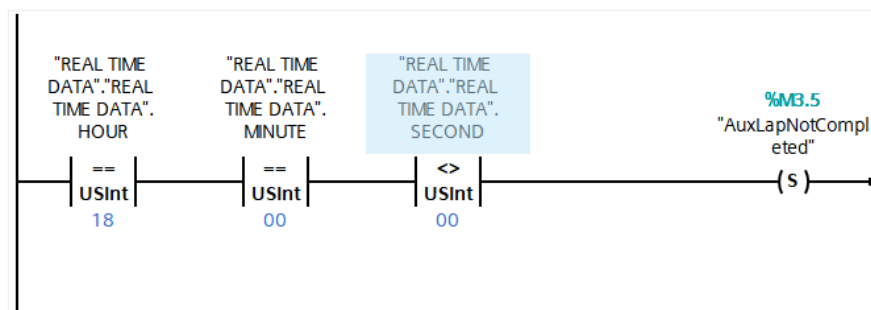 "REAL TIME
DATA"."REAL
TIME DATA".
HOUR
==
USInt
18
"REAL TIME
DATA"."REAL
TIME DATA".
MINUTE
==
USInt
00
"REAL TIME
DATA"."REAL
TIME DATA".
SECOND
<>
USInt
00
%M3.5
"AuxLapNotCompl
eted"
S